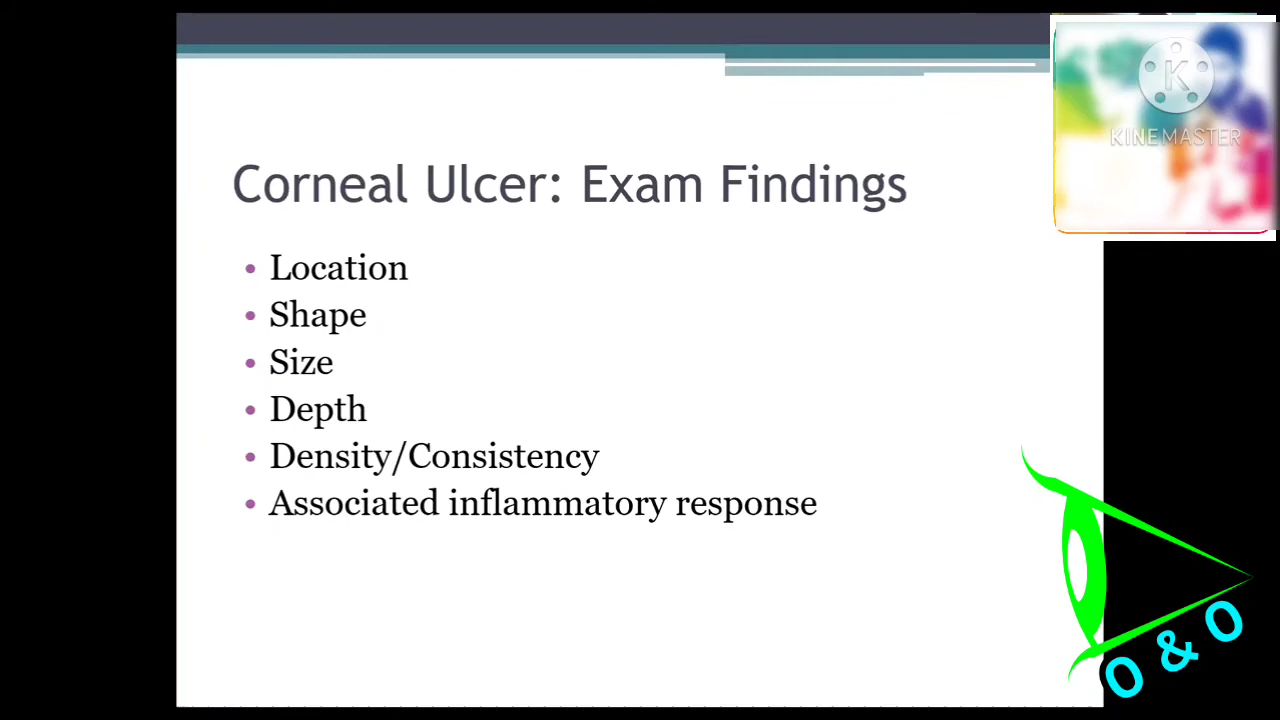 K
KINEMASTER
Corneal Ulcer: Exam Findings
• Location
• Shape
• Size
• Depth
• Density/Consistency
• Associated inflammatory response
O & O